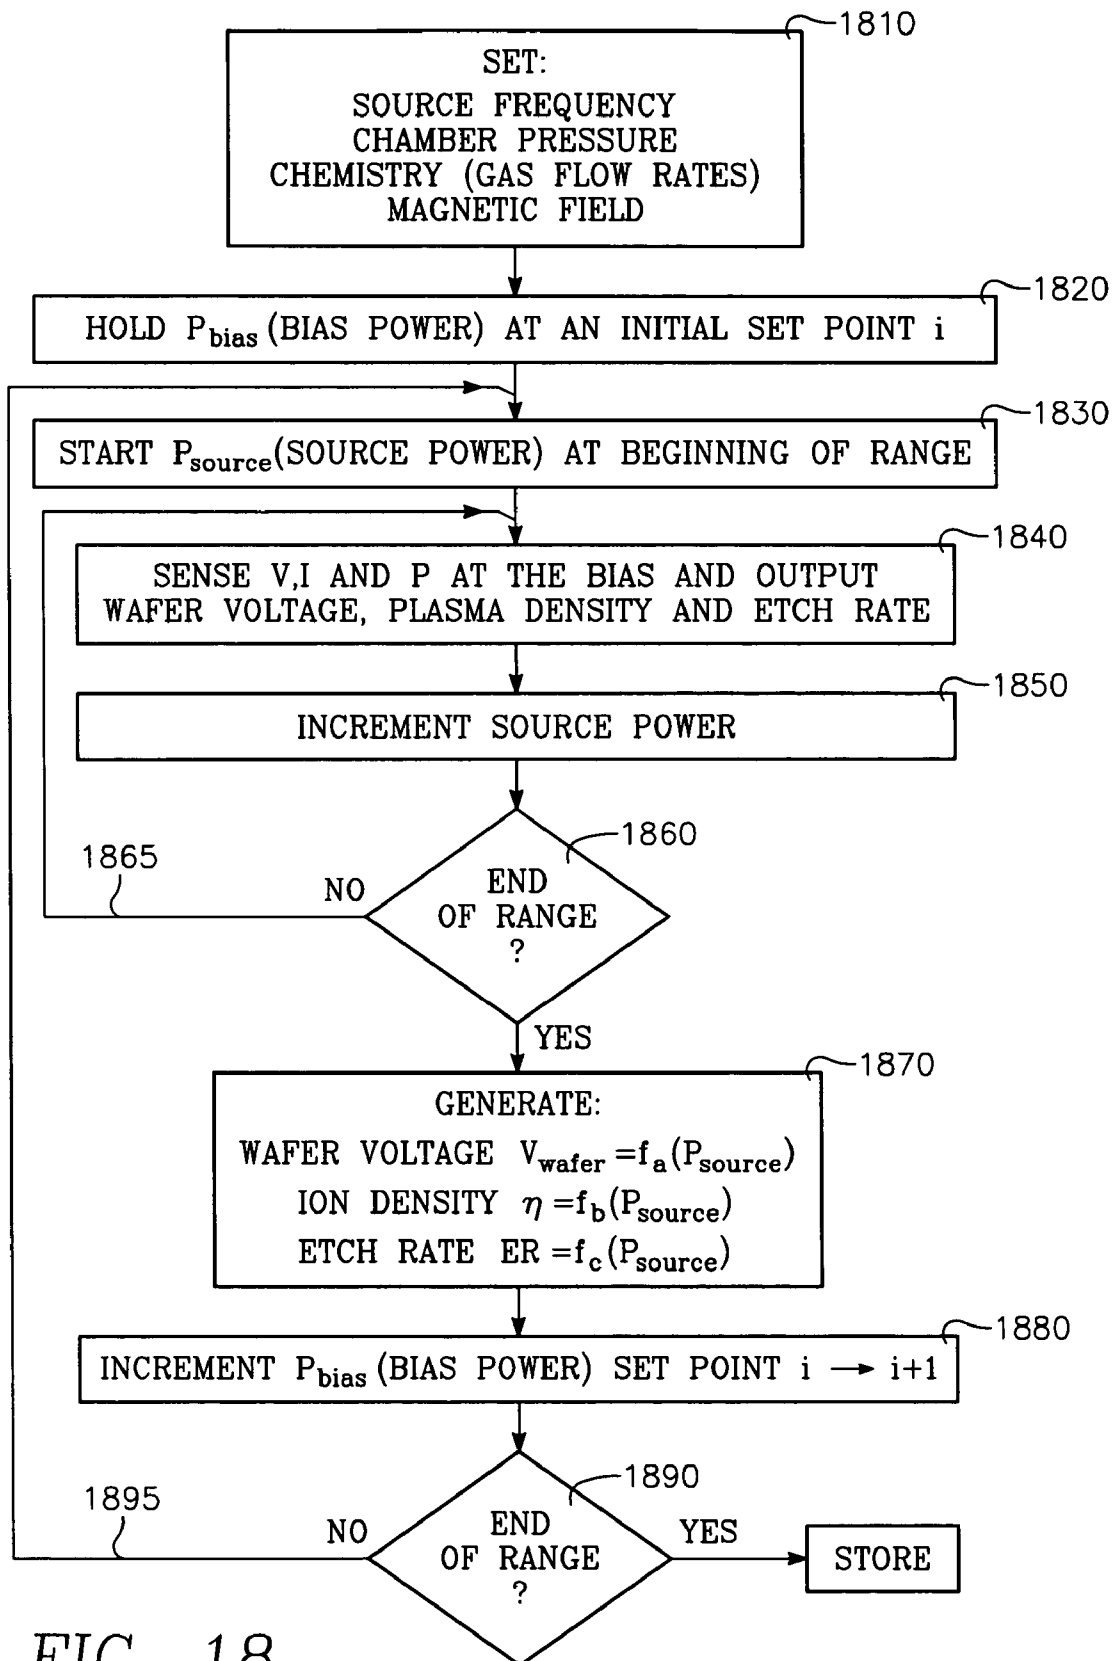 1810
SET:
SOURCE FREQUENCY
CHAMBER PRESSURE
CHEMISTRY (GAS FLOW RATES)
MAGNETIC FIELD
1820
HOLD Pbias (BIAS POWER) AT AN INITIAL SET POINT i
1830
START Psource (SOURCE POWER) AT BEGINNING OF RANGE
1840
SENSE V,I AND P AT THE BIAS AND OUTPUT
WAFER VOLTAGE, PLASMA DENSITY AND ETCH RATE
1850
INCREMENT SOURCE POWER
1860
1865
NO
END
OF RANGE
?
YES
1870
GENERATE:
WAFER VOLTAGE Vwafer =fa(Psource)
ION DENSITY η =fb(Psource)
ETCH RATE ER =fc(Psource)
1880
INCREMENT Pbias (BIAS POWER) SET POINT i → i+1
1890
1895
NO
END
OF RANGE
?
YES
STORE
FIG. 18